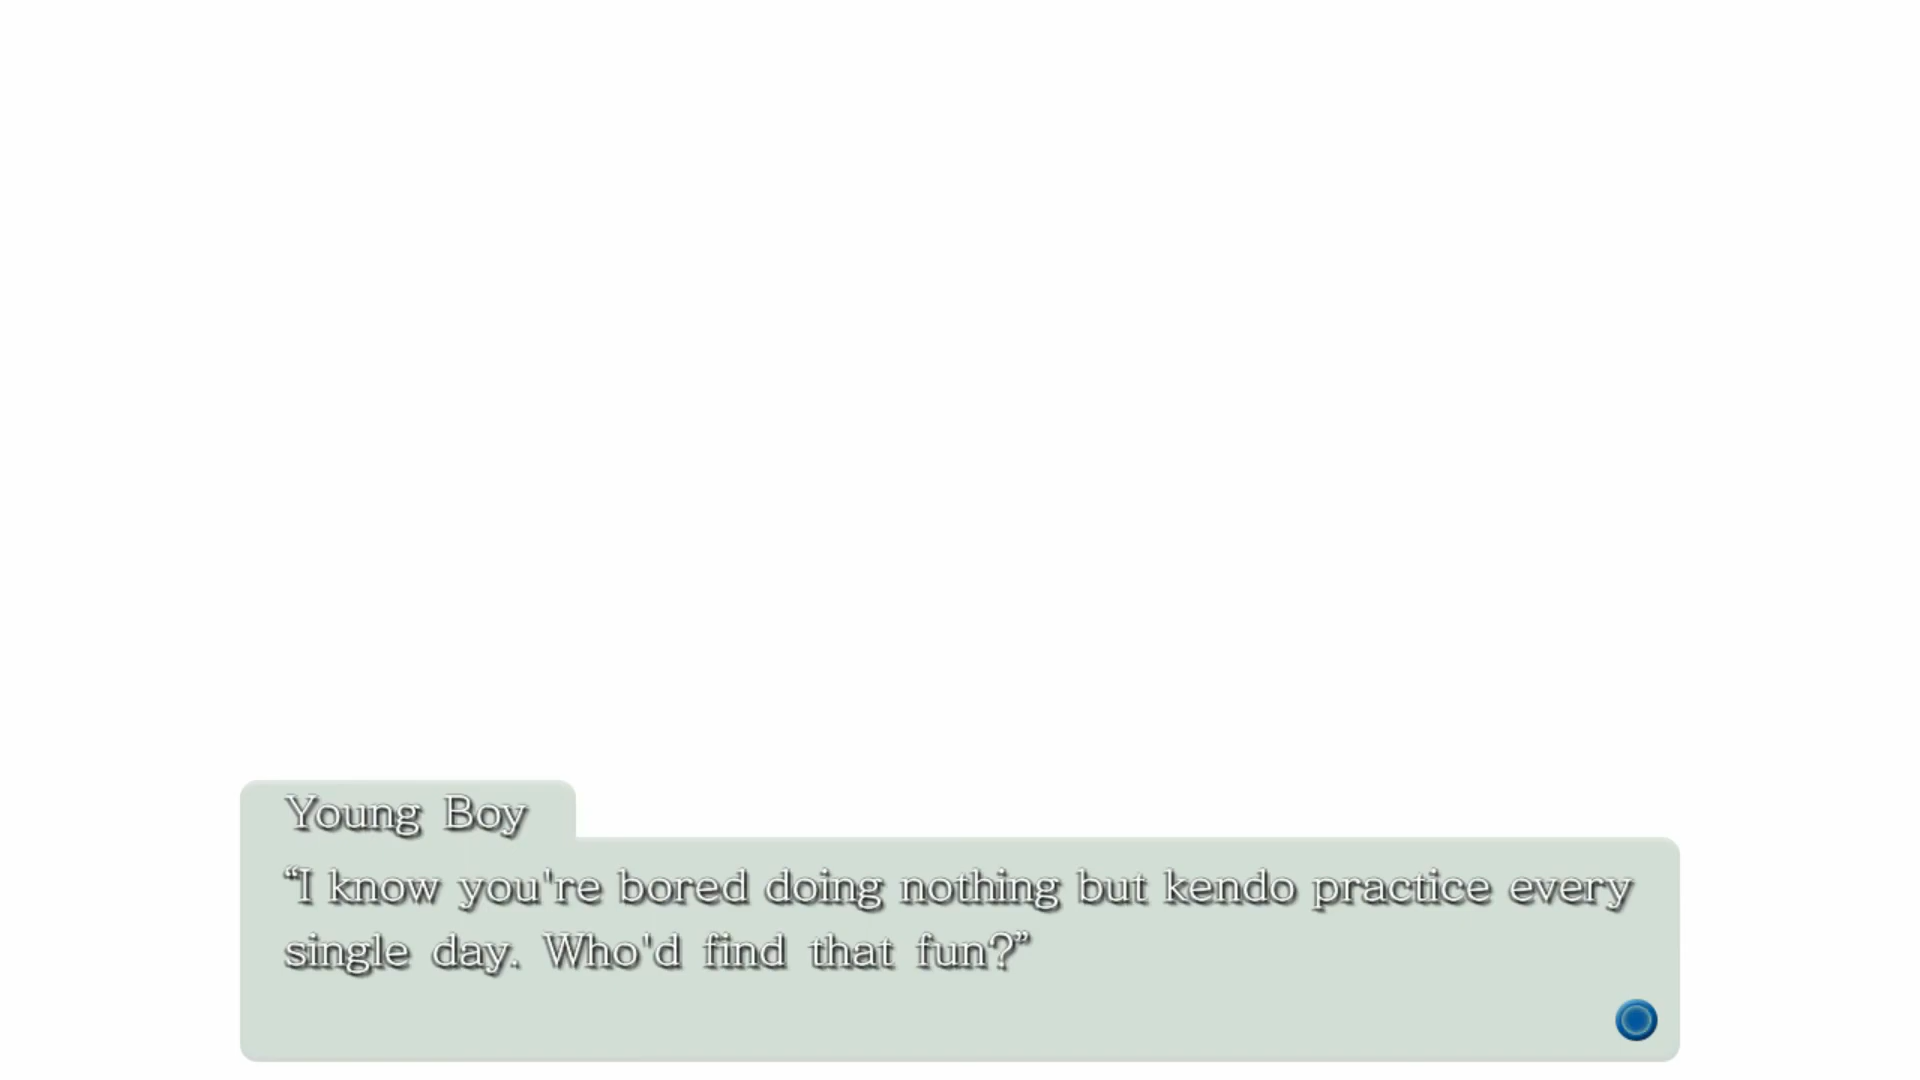 Young Boy
“I know you're bored doing nothing but kendo practice every
single day. Who'd find that fun?”